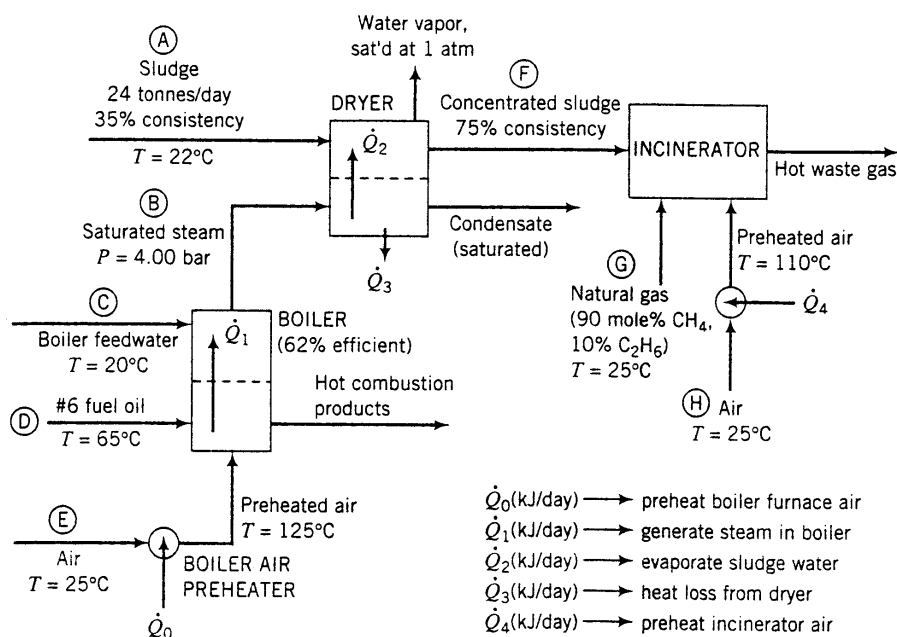 Ⓐ
Sludge
24 tonnes/day
35% consistency
T = 22°C
Water vapor,
sat'd at 1 atm
DRYER
Q̇₂
Ⓕ
Concentrated sludge
75% consistency
INCINERATOR
Hot waste gas
Ⓑ
Saturated steam
P = 4.00 bar
Condensate
(saturated)
Q̇₃
Preheated air
T = 110°C
Ⓖ
Natural gas
(90 mole% CH₄,
10% C₂H₆)
T = 25°C
Q̇₄
Ⓗ Air
T = 25°C
Ⓒ
Boiler feedwater
T = 20°C
Q̇₁
BOILER
(62% efficient)
Hot combustion
products
Ⓓ
#6 fuel oil
T = 65°C
Preheated air
T = 125°C
Ⓔ
Air
T = 25°C
BOILER AIR
PREHEATER
Q̇₀
Q̇₀(kJ/day) ⟶ preheat boiler furnace air
Q̇₁(kJ/day) ⟶ generate steam in boiler
Q̇₂(kJ/day) ⟶ evaporate sludge water
Q̇₃(kJ/day) ⟶ heat loss from dryer
Q̇₄(kJ/day) ⟶ preheat incinerator air